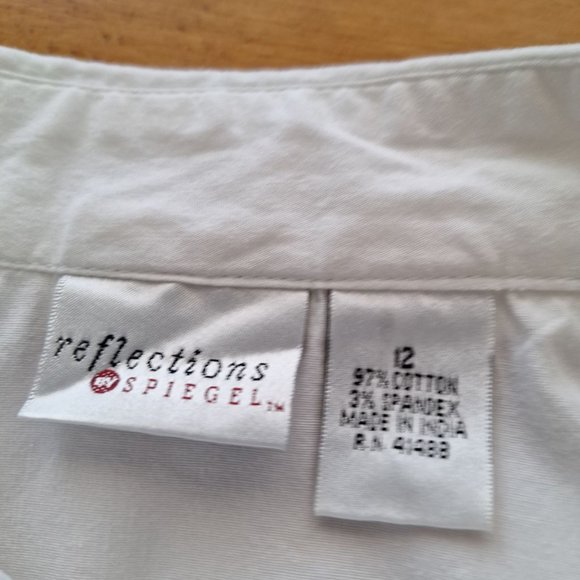 reflections
BY SPIEGEL TM
12
97% COTTON
3% SPANDEX
MADE IN INDIA
R.N. 41488